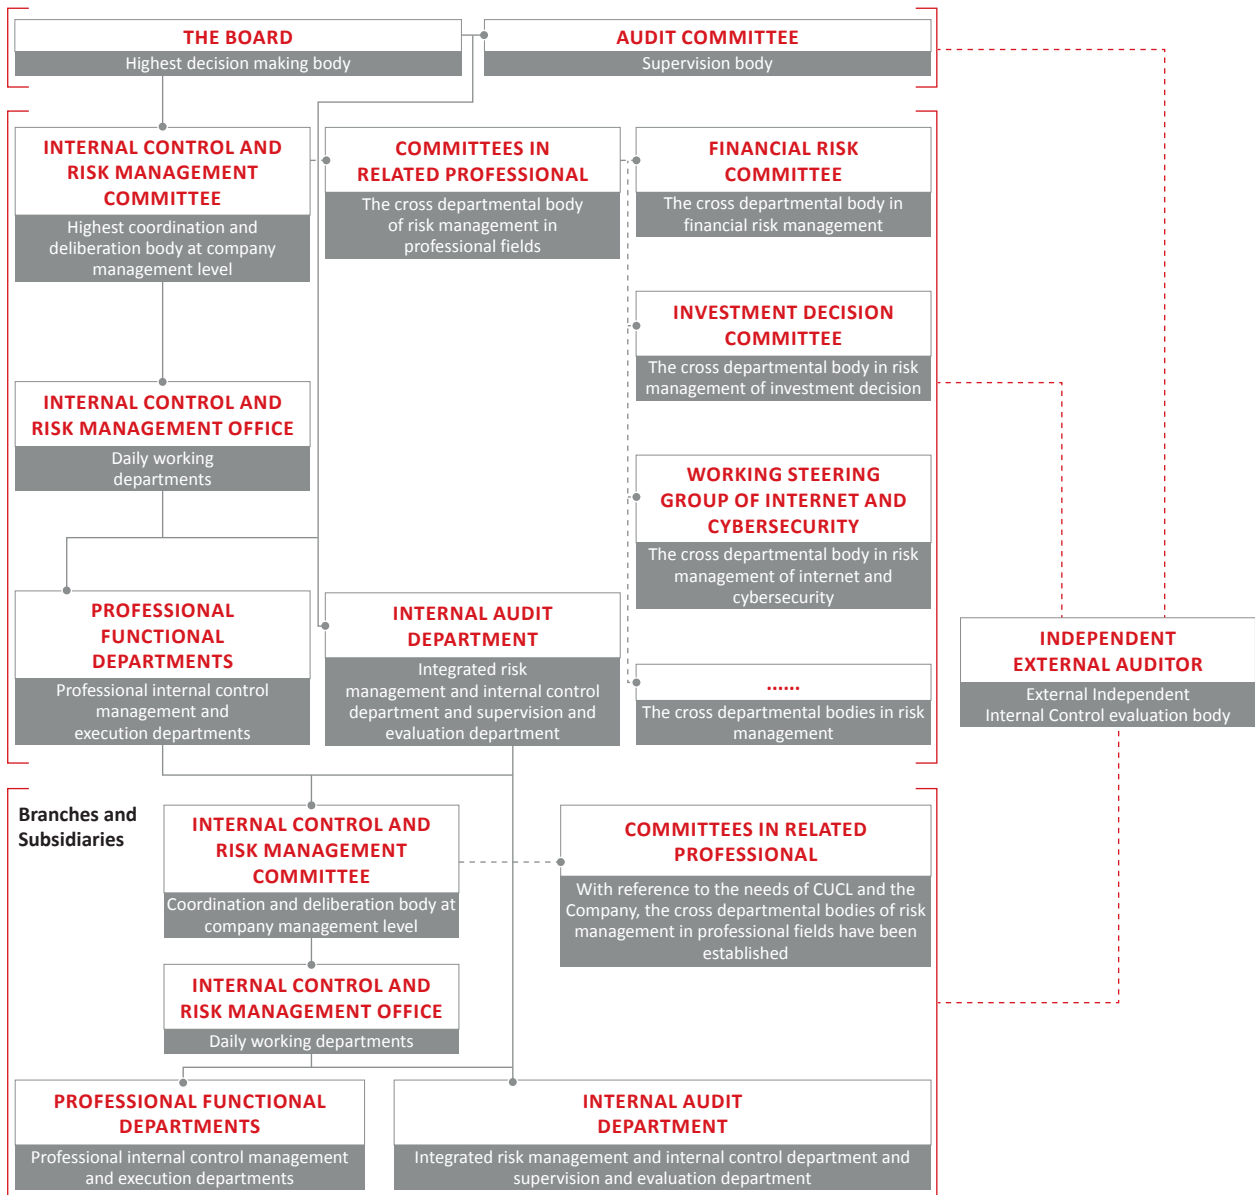 THE BOARD
Highest decision making body
AUDIT COMMITTEE
Supervision body
INTERNAL CONTROL AND
RISK MANAGEMENT
COMMITTEE
Highest coordination and
deliberation body at company
management level
COMMITTEES IN
RELATED PROFESSIONAL
The cross departmental body
of risk management in
professional fields
FINANCIAL RISK
COMMITTEE
The cross departmental body in
financial risk management
INVESTMENT DECISION
COMMITTEE
The cross departmental body in risk
management of investment decision
INTERNAL CONTROL AND
RISK MANAGEMENT OFFICE
Daily working
departments
WORKING STEERING
GROUP OF INTERNET AND
CYBERSECURITY
The cross departmental body in risk
management of internet and
cybersecurity
PROFESSIONAL
FUNCTIONAL
DEPARTMENTS
Professional internal control
management and
execution departments
INTERNAL AUDIT
DEPARTMENT
Integrated risk
management and internal control
department and supervision and
evaluation department
......
The cross departmental bodies in risk
management
INDEPENDENT
EXTERNAL AUDITOR
External Independent
Internal Control evaluation body
Branches and
Subsidiaries
INTERNAL CONTROL AND
RISK MANAGEMENT
COMMITTEE
Coordination and deliberation body at
company management level
COMMITTEES IN RELATED
PROFESSIONAL
With reference to the needs of CUCL and the
Company, the cross departmental bodies of risk
management in professional fields have been
established
INTERNAL CONTROL AND
RISK MANAGEMENT OFFICE
Daily working departments
PROFESSIONAL FUNCTIONAL
DEPARTMENTS
Professional internal control management
and execution departments
INTERNAL AUDIT
DEPARTMENT
Integrated risk management and internal control department and
supervision and evaluation department